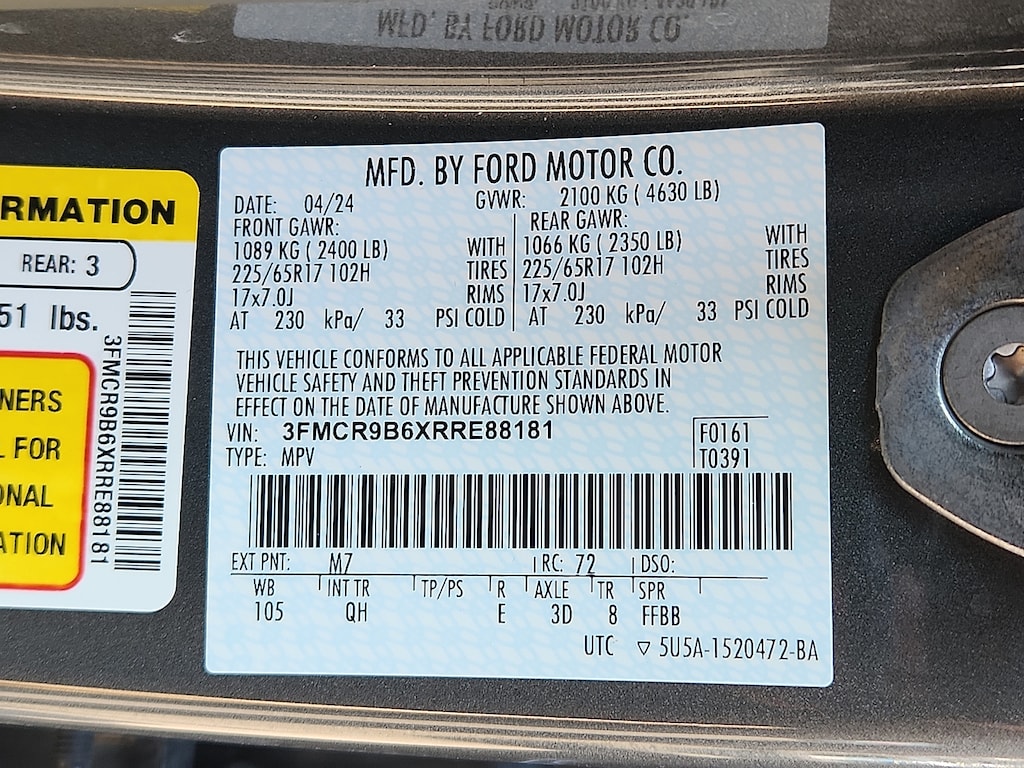 WLD. BY FORD MOTOR CO.
RMATION
REAR: 3
51 lbs.
NERS
L FOR
ONAL
ATION
3FMCR9B6XRRE88181
MFD. BY FORD MOTOR CO.
DATE: 04/24 GVWR: 2100 KG ( 4630 LB)
FRONT GAWR: REAR GAWR:
1089 KG ( 2400 LB) WITH 1066 KG ( 2350 LB) WITH
225/65R17 102H TIRES 225/65R17 102H TIRES
17x7.0J RIMS 17x7.0J RIMS
AT 230 kPa/ 33 PSI COLD AT 230 kPa/ 33 PSI COLD
THIS VEHICLE CONFORMS TO ALL APPLICABLE FEDERAL MOTOR
VEHICLE SAFETY AND THEFT PREVENTION STANDARDS IN
EFFECT ON THE DATE OF MANUFACTURE SHOWN ABOVE.
VIN: 3FMCR9B6XRRE88181 F0161
TYPE: MPV T0391
EXT PNT: M7 RC: 72 DSO:
WB INT TR TP/PS R AXLE TR SPR
105 QH E 3D 8 FFBB
UTC ▽ 5U5A-1520472-BA